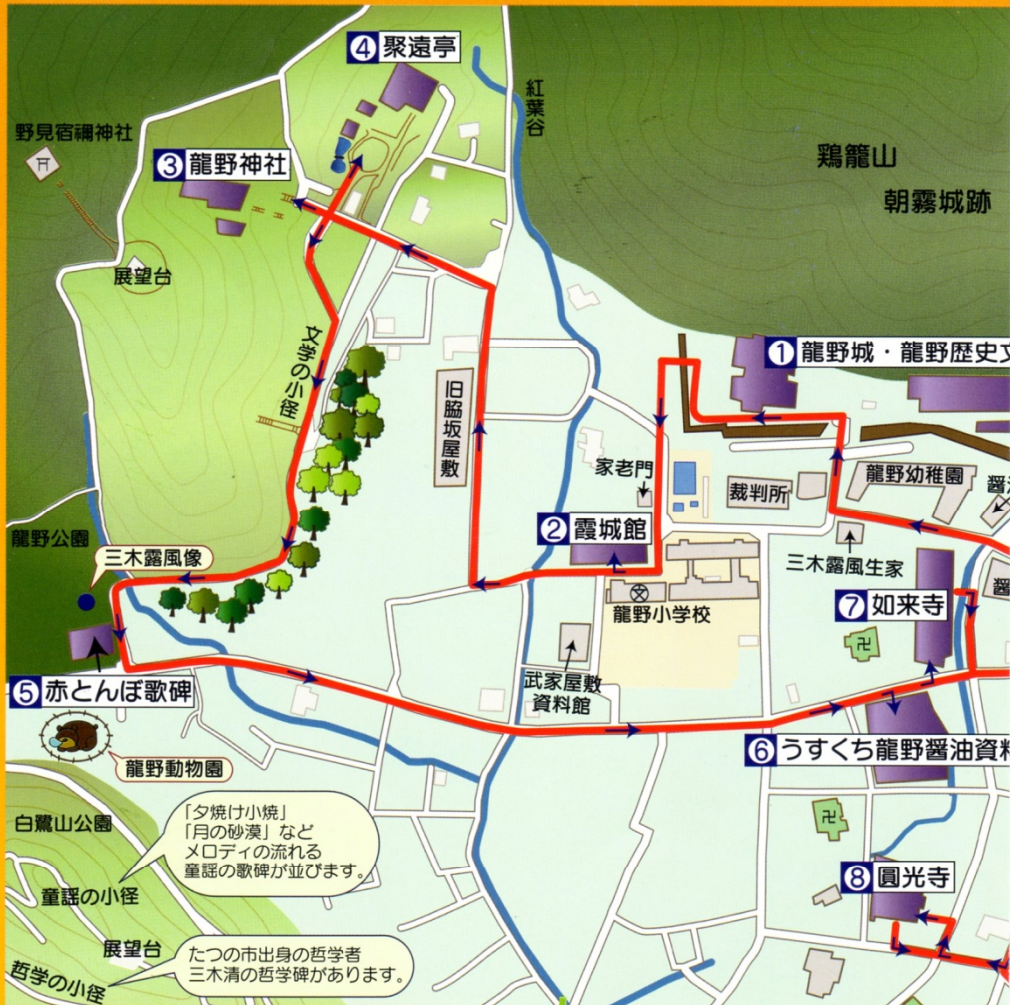 ④ 聚遠亭
紅葉谷
野見宿禰神社
③ 龍野神社
鶏籠山
朝霧城跡
展望台
文学の小径
旧脇坂屋敷
① 龍野城・龍野歴史文
家老門
裁判所
龍野幼稚園
醤油
龍野公園
三木露風像
② 霞城館
三木露風生家
醤
文
龍野小学校
⑦ 如来寺
卍
武家屋敷
資料館
⑤ 赤とんぼ歌碑
龍野動物園
⑥ うすくち龍野醤油資料
白鷺山公園
「夕焼け小焼」
「月の砂漠」など
メロディの流れる
童謡の歌碑が並びます。
卍
童謡の小径
⑧ 圓光寺
展望台
たつの市出身の哲学者
三木清の哲学碑があります。
哲学の小径